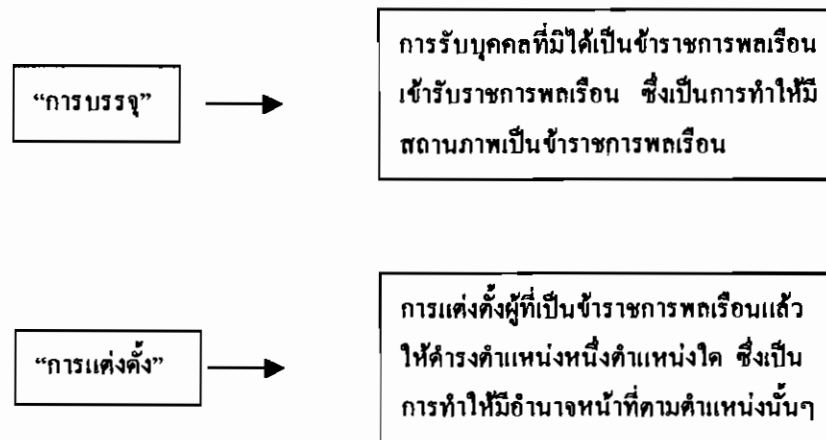 การรับบุคคลที่มิได้เป็นข้าราชการพลเรือน
“การบรรจุ”
เข้ารับราชการพลเรือน ซึ่งเป็นการทำให้มี
สถานภาพเป็นข้าราชการพลเรือน
การแต่งตั้งผู้ที่เป็นข้าราชการพลเรือนแล้ว
“การแต่งตั้ง”
ให้ดำรงตำแหน่งหนึ่งตำแหน่งใด ซึ่งเป็น
การทำให้มีอำนาจหน้าที่ตามตำแหน่งนั้นๆ